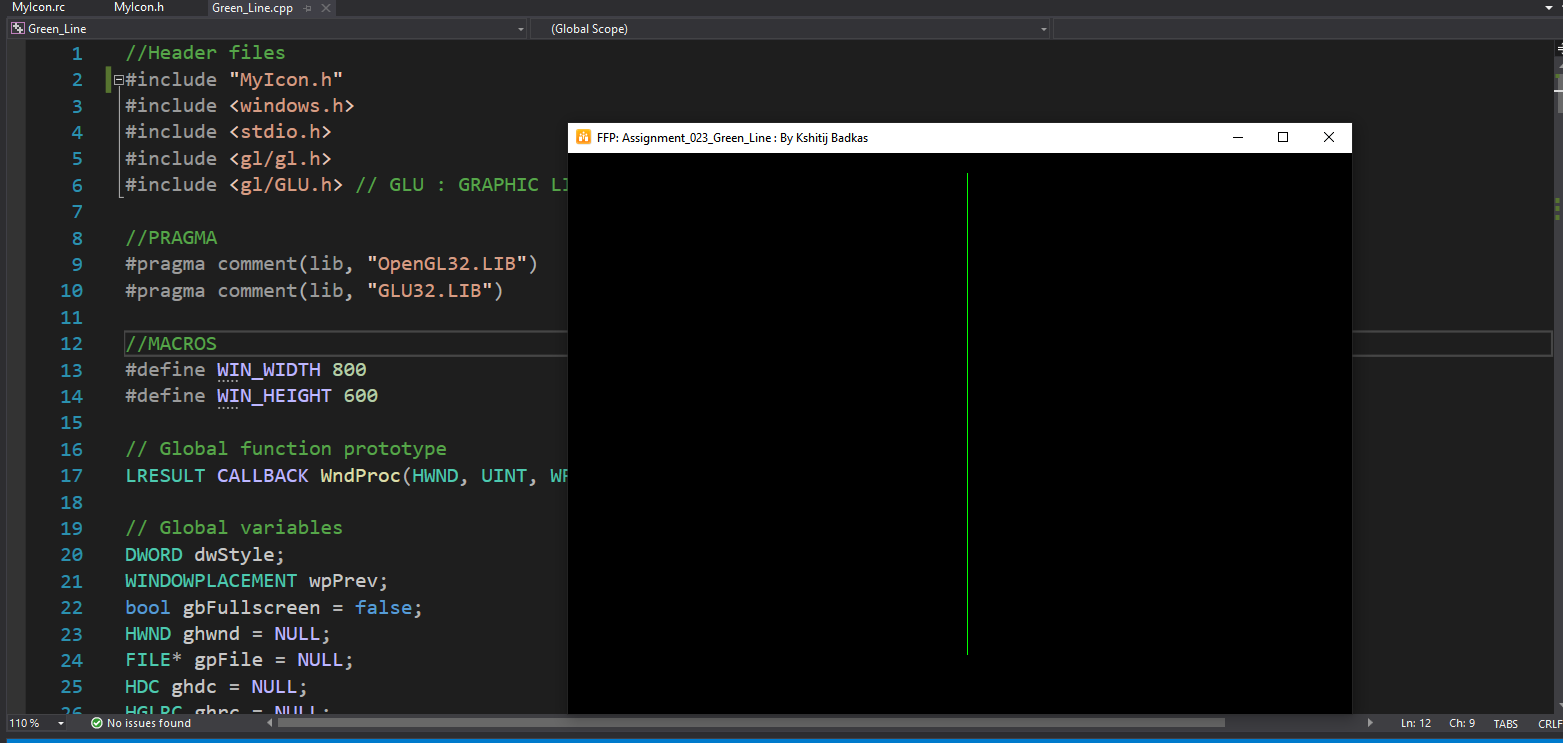 MyIcon.rc MyIcon.h Green_Line.cpp
Green_Line (Global Scope)
1 //Header files
2 #include "MyIcon.h"
3 #include <windows.h>
4 #include <stdio.h>
5 #include <gl/gl.h>
6 #include <gl/GLU.h> // GLU : GRAPHIC LI
7
8 //PRAGMA
9 #pragma comment(lib, "OpenGL32.LIB")
10 #pragma comment(lib, "GLU32.LIB")
11
12 //MACROS
13 #define WIN_WIDTH 800
14 #define WIN_HEIGHT 600
15
16 // Global function prototype
17 LRESULT CALLBACK WndProc(HWND, UINT, WP
18
19 // Global variables
20 DWORD dwStyle;
21 WINDOWPLACEMENT wpPrev;
22 bool gbFullscreen = false;
23 HWND ghwnd = NULL;
24 FILE* gpFile = NULL;
25 HDC ghdc = NULL;
26 HGLRC ghrc = NULL;
FFP: Assignment_023_Green_Line : By Kshitij Badkas
110 % No issues found Ln: 12 Ch: 9 TABS CRLF